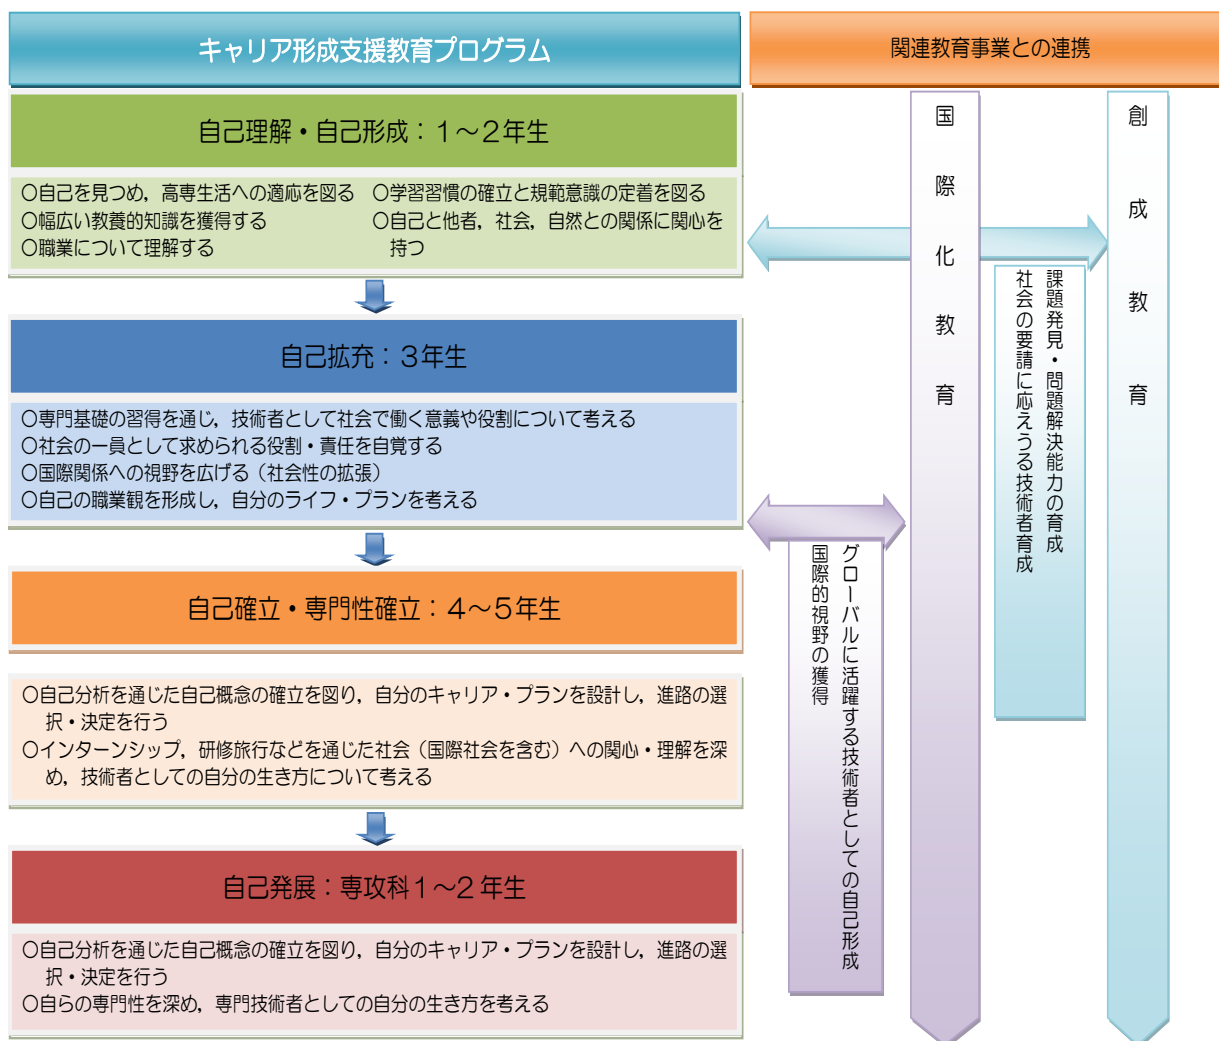 キャリア形成支援教育プログラム
関連教育事業との連携
自己理解・自己形成：１～２年生
○自己を見つめ，高専生活への適応を図る
○幅広い教養的知識を獲得する
○職業について理解する
○学習習慣の確立と規範意識の定着を図る
○自己と他者，社会，自然との関係に関心を
持つ
自己拡充：３年生
○専門基礎の習得を通じ，技術者として社会で働く意義や役割について考える
○社会の一員として求められる役割・責任を自覚する
○国際関係への視野を広げる（社会性の拡張）
○自己の職業観を形成し，自分のライフ・プランを考える
自己確立・専門性確立：４～５年生
○自己分析を通じた自己概念の確立を図り，自分のキャリア・プランを設計し，進路の選
択・決定を行う
○インターンシップ，研修旅行などを通じた社会（国際社会を含む）への関心・理解を深
め，技術者としての自分の生き方について考える
自己発展：専攻科１～２年生
○自己分析を通じた自己概念の確立を図り，自分のキャリア・プランを設計し，進路の選
択・決定を行う
○自らの専門性を深め，専門技術者としての自分の生き方を考える
国際化教育
創成教育
課題発見・問題解決能力の育成
社会の要請に応えうる技術者育成
グローバルに活躍する技術者としての自己形成
国際的視野の獲得